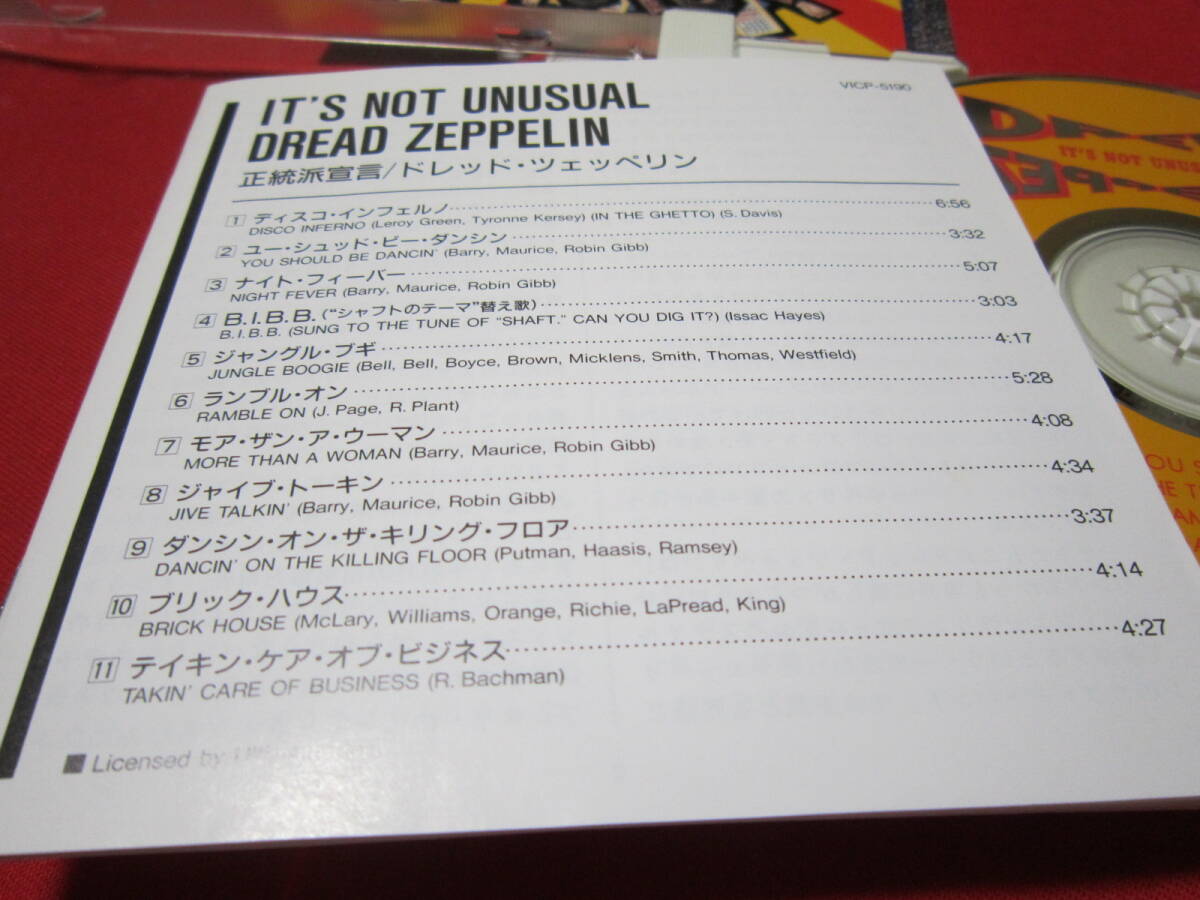 IT'S NOT UNUSUAL
DREAD ZEPPELIN
正統派宣言/ドレッド・ツェッペリン
VICP-5190
1 ディスコ・インフェルノ 6:56
DISCO INFERNO (Leroy Green, Tyronne Kersey) (IN THE GHETTO) (S. Davis)
2 ユー・シュッド・ビー・ダンシン 3:32
YOU SHOULD BE DANCIN' (Barry, Maurice, Robin Gibb)
3 ナイト・フィーバー 5:07
NIGHT FEVER (Barry, Maurice, Robin Gibb)
4 B.I.B.B. ("シャフトのテーマ"替え歌) 3:03
B.I.B.B. (SUNG TO THE TUNE OF "SHAFT." CAN YOU DIG IT?) (Issac Hayes)
5 ジャングル・ブギ 4:17
JUNGLE BOOGIE (Bell, Bell, Boyce, Brown, Micklens, Smith, Thomas, Westfield)
6 ランブル・オン 5:28
RAMBLE ON (J. Page, R. Plant)
7 モア・ザン・ア・ウーマン 4:08
MORE THAN A WOMAN (Barry, Maurice, Robin Gibb)
8 ジャイブ・トーキン 4:34
JIVE TALKIN' (Barry, Maurice, Robin Gibb)
9 ダンシン・オン・ザ・キリング・フロア 3:37
DANCIN' ON THE KILLING FLOOR (Putman, Haasis, Ramsey)
10 ブリック・ハウス 4:14
BRICK HOUSE (McLary, Williams, Orange, Richie, LaPread, King)
11 テイキン・ケア・オブ・ビジネス 4:27
TAKIN' CARE OF BUSINESS (R. Bachman)
Licensed by
IT'S NOT UNUSU